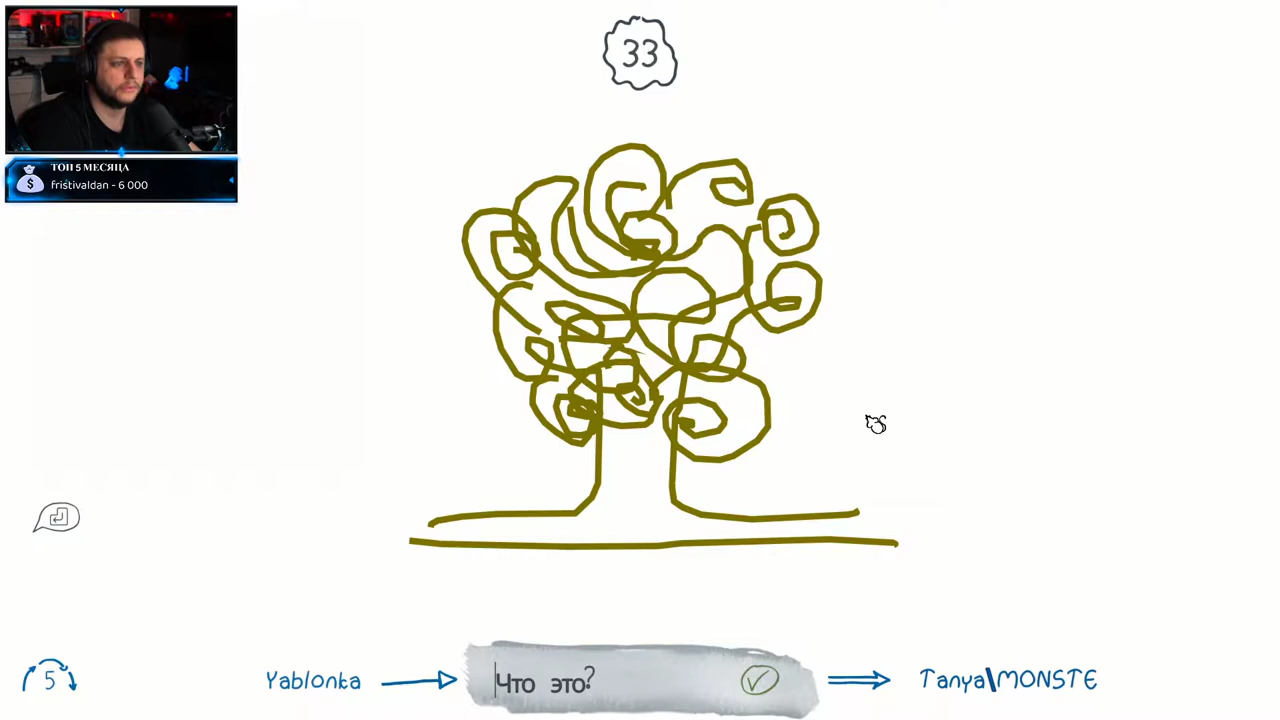 33
ТОП 5 МЕСЯЦА
fristivaldan - 6 000
5
Yablonka
Что это?
Tanya\MONSTE